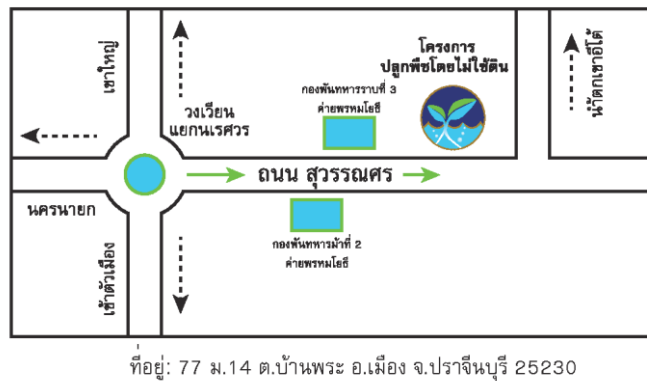 โครงการ
ปลูกพืชโดยไม่ใช้ดิน
เขาใหญ่
น้ำตกเขาอีโต้
กองพันทหารราบที่ 3
ค่ายพรหมโยธี
วงเวียน
แยกนเรศวร
ถนน สุวรรณศร
นครนายก
กองพันทหารม้าที่ 2
ค่ายพรหมโยธี
เข้าตัวเมือง
ที่อยู่: 77 ม.14 ต.บ้านพระ อ.เมือง จ.ปราจีนบุรี 25230